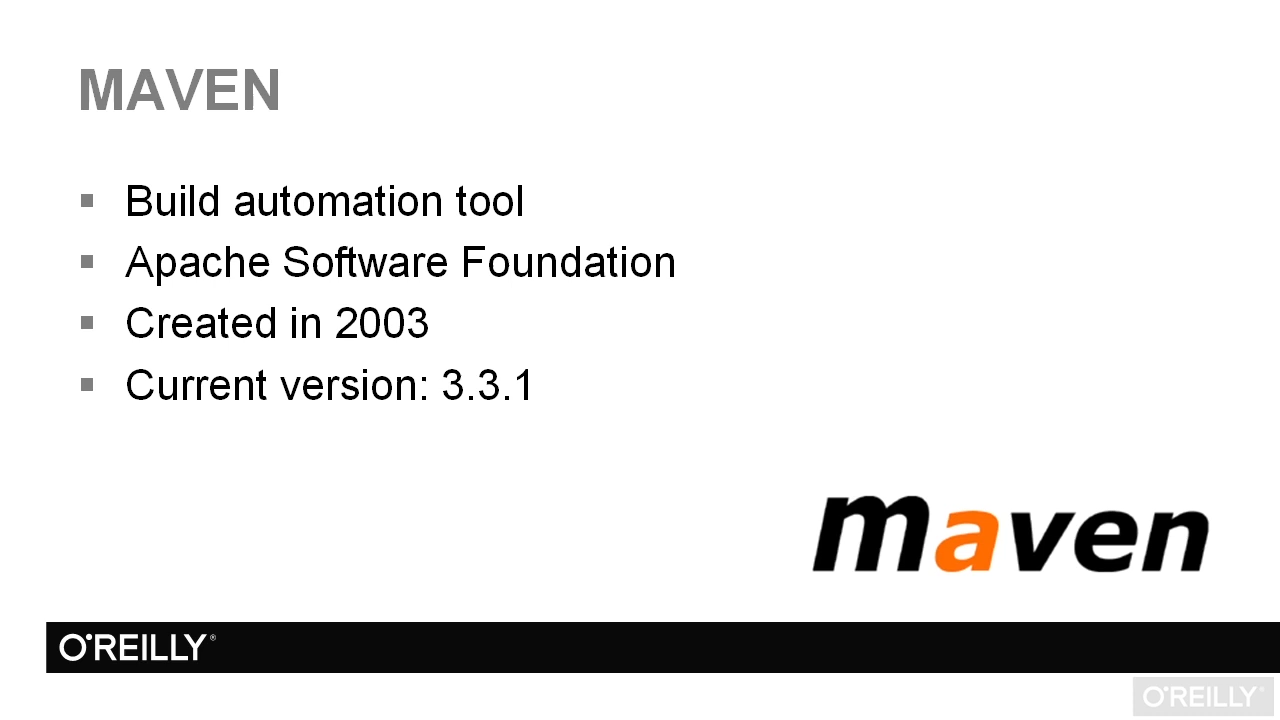 MAVEN
▪ Build automation tool
▪ Apache Software Foundation
▪ Created in 2003
▪ Current version: 3.3.1
maven
O'REILLY®
O'REILLY®